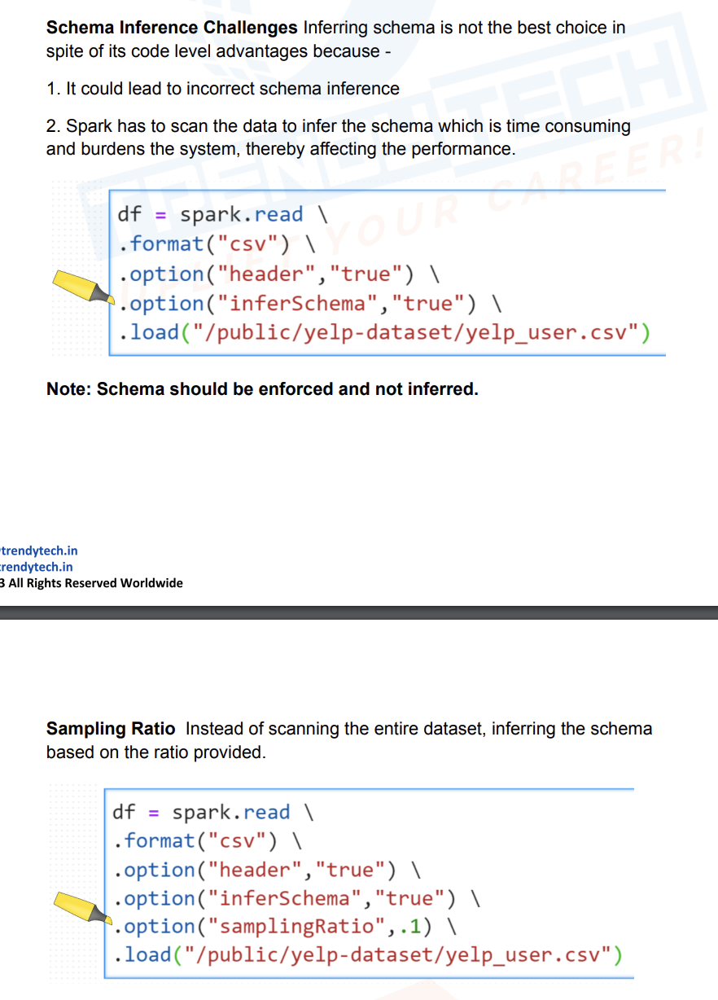 Schema Inference Challenges Inferring schema is not the best choice in
spite of its code level advantages because -
1. It could lead to incorrect schema inference
2. Spark has to scan the data to infer the schema which is time consuming
and burdens the system, thereby affecting the performance.
df = spark.read \
.format("csv") \
.option("header","true") \
.option("inferSchema","true") \
.load("/public/yelp-dataset/yelp_user.csv")
Note: Schema should be enforced and not inferred.
trendytech.in
trendytech.in
3 All Rights Reserved Worldwide
Sampling Ratio Instead of scanning the entire dataset, inferring the schema
based on the ratio provided.
df = spark.read \
.format("csv") \
.option("header","true") \
.option("inferSchema","true") \
.option("samplingRatio",.1) \
.load("/public/yelp-dataset/yelp_user.csv")